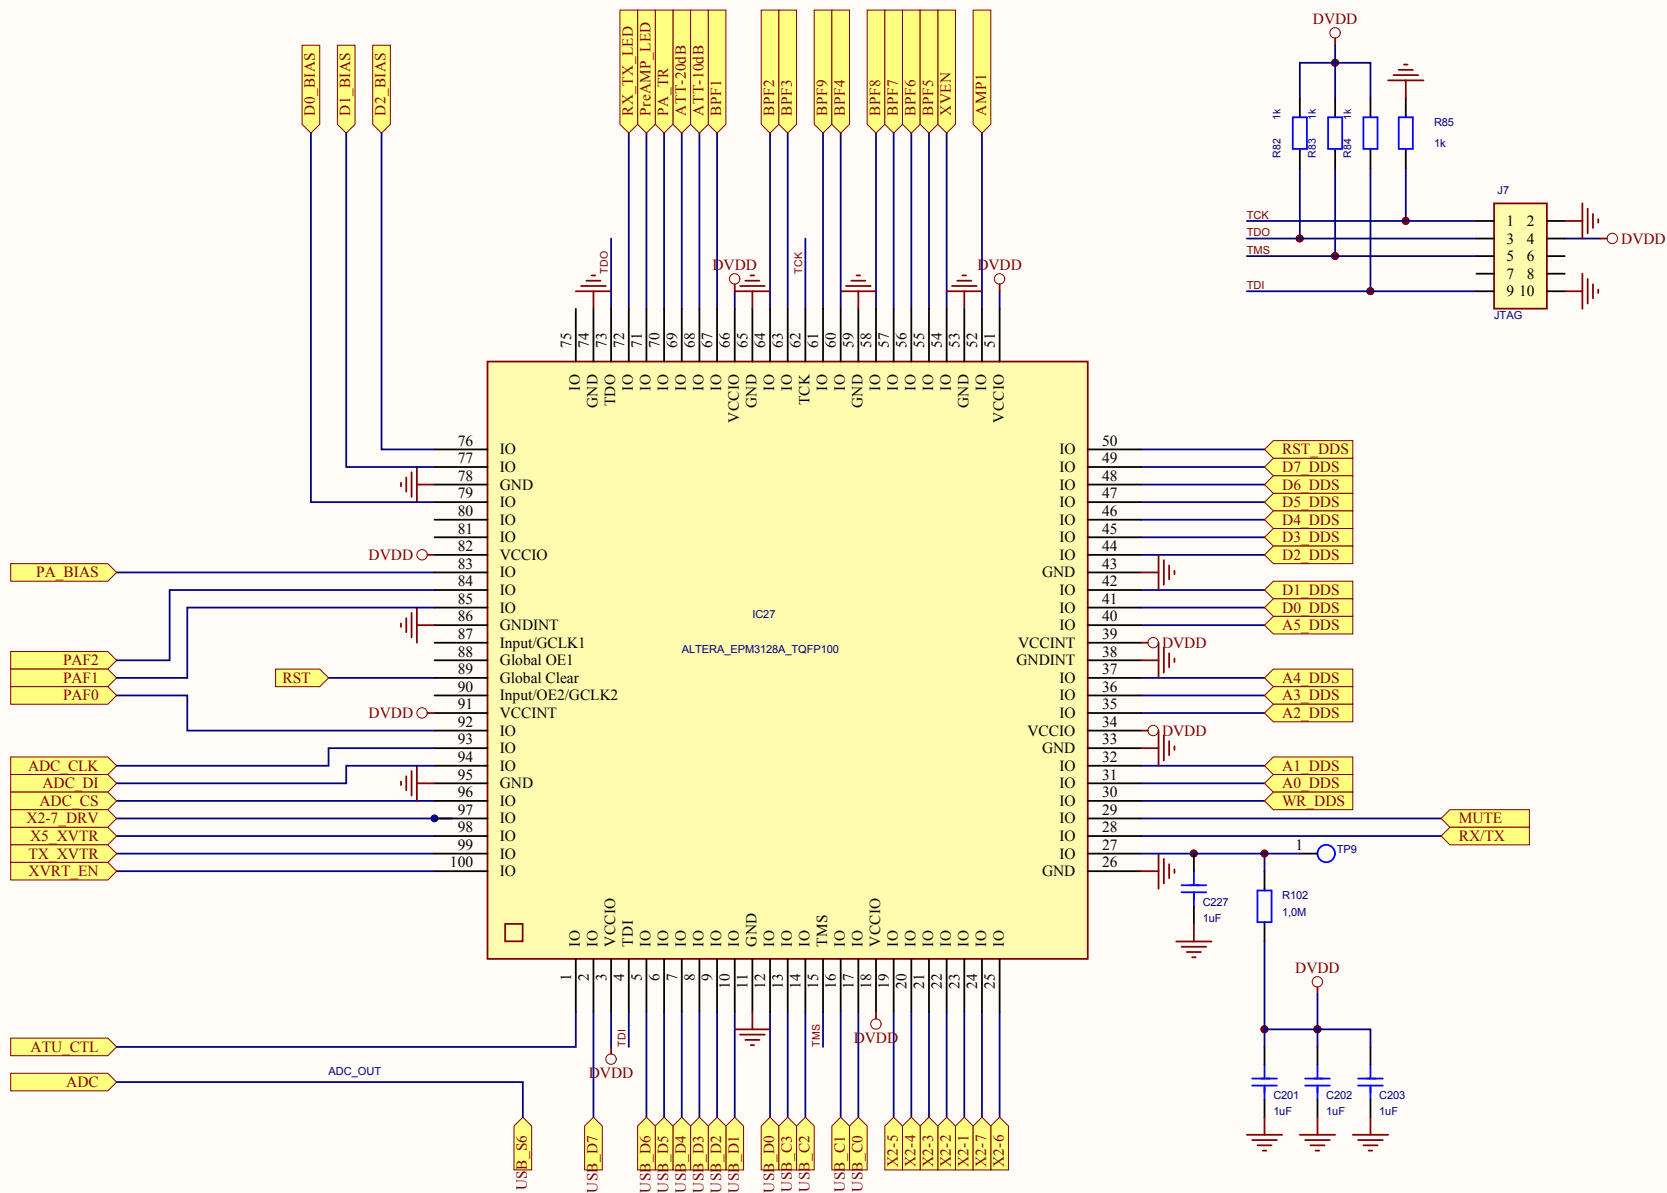 D0_BIAS
D1_BIAS
D2_BIAS
RX_TX_LED
PreAMP_LED
PA_TR
ATT-20dB
ATT-10dB
BPF1
BPF2
BPF3
BPF9
BPF4
BPF8
BPF7
BPF6
BPF5
XVEN
AMP1
DVDD
R82 1k
R83 1k
R84 1k
R85
1k
J7
TCK
TDO
TMS
TDI
1 2
3 4
5 6
7 8
9 10
DVDD
JTAG
TDO
DVDD
TCK
DVDD
75 IO
74 GND
73 TDO
72 IO
71 IO
70 IO
69 IO
68 IO
67 IO
66 VCCIO
65 GND
64 IO
63 IO
62 TCK
61 IO
60 IO
59 GND
58 IO
57 IO
56 IO
55 IO
54 IO
53 GND
52 IO
51 VCCIO
76 IO
77 IO
78 GND
79 IO
80 IO
81 IO
DVDD 82 VCCIO
PA_BIAS 83 IO
84 IO
85 IO
86 GNDINT
87 Input/GCLK1
88 Global OE1
RST 89 Global Clear
90 Input/OE2/GCLK2
DVDD 91 VCCINT
92 IO
93 IO
94 IO
95 GND
96 IO
97 IO
98 IO
99 IO
100 IO
PAF2
PAF1
PAF0
ADC_CLK
ADC_DI
ADC_CS
X2-7_DRV
X5_XVTR
TX_XVTR
XVRT_EN
IC27
ALTERA_EPM3128A_TQFP100
IO 50 RST_DDS
IO 49 D7_DDS
IO 48 D6_DDS
IO 47 D5_DDS
IO 46 D4_DDS
IO 45 D3_DDS
IO 44 D2_DDS
GND 43
IO 42 D1_DDS
IO 41 D0_DDS
IO 40 A5_DDS
VCCINT 39 DVDD
GNDINT 38
IO 37 A4_DDS
IO 36 A3_DDS
IO 35 A2_DDS
VCCIO 34 DVDD
GND 33
IO 32 A1_DDS
IO 31 A0_DDS
IO 30 WR_DDS
IO 29 MUTE
IO 28 RX/TX
IO 27 1 TP9
GND 26
C227
1uF
R102
1,0M
DVDD
C201
1uF
C202
1uF
C203
1uF
IO 1
IO 2
VCCIO 3
TDI 4
IO 5
IO 6
IO 7
IO 8
IO 9
IO 10
GND 11
IO 12
IO 13
IO 14
TMS 15
IO 16
IO 17
VCCIO 18
IO 19
IO 20
IO 21
IO 22
IO 23
IO 24
IO 25
ATU_CTL
ADC
ADC_OUT
DVDD
TDI
TMS
DVDD
USB_S6
USB_D7
USB_D6
USB_D5
USB_D4
USB_D3
USB_D2
USB_D1
USB_D0
USB_C3
USB_C2
USB_C1
USB_C0
X2-5
X2-4
X2-3
X2-2
X2-1
X2-7
X2-6